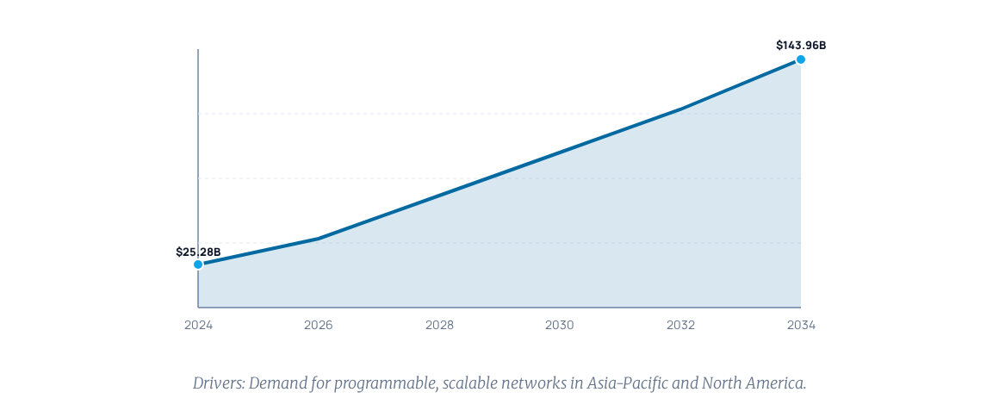 $143.96B
$25.28B
2024 2026 2028 2030 2032 2034
Drivers: Demand for programmable, scalable networks in Asia-Pacific and North America.